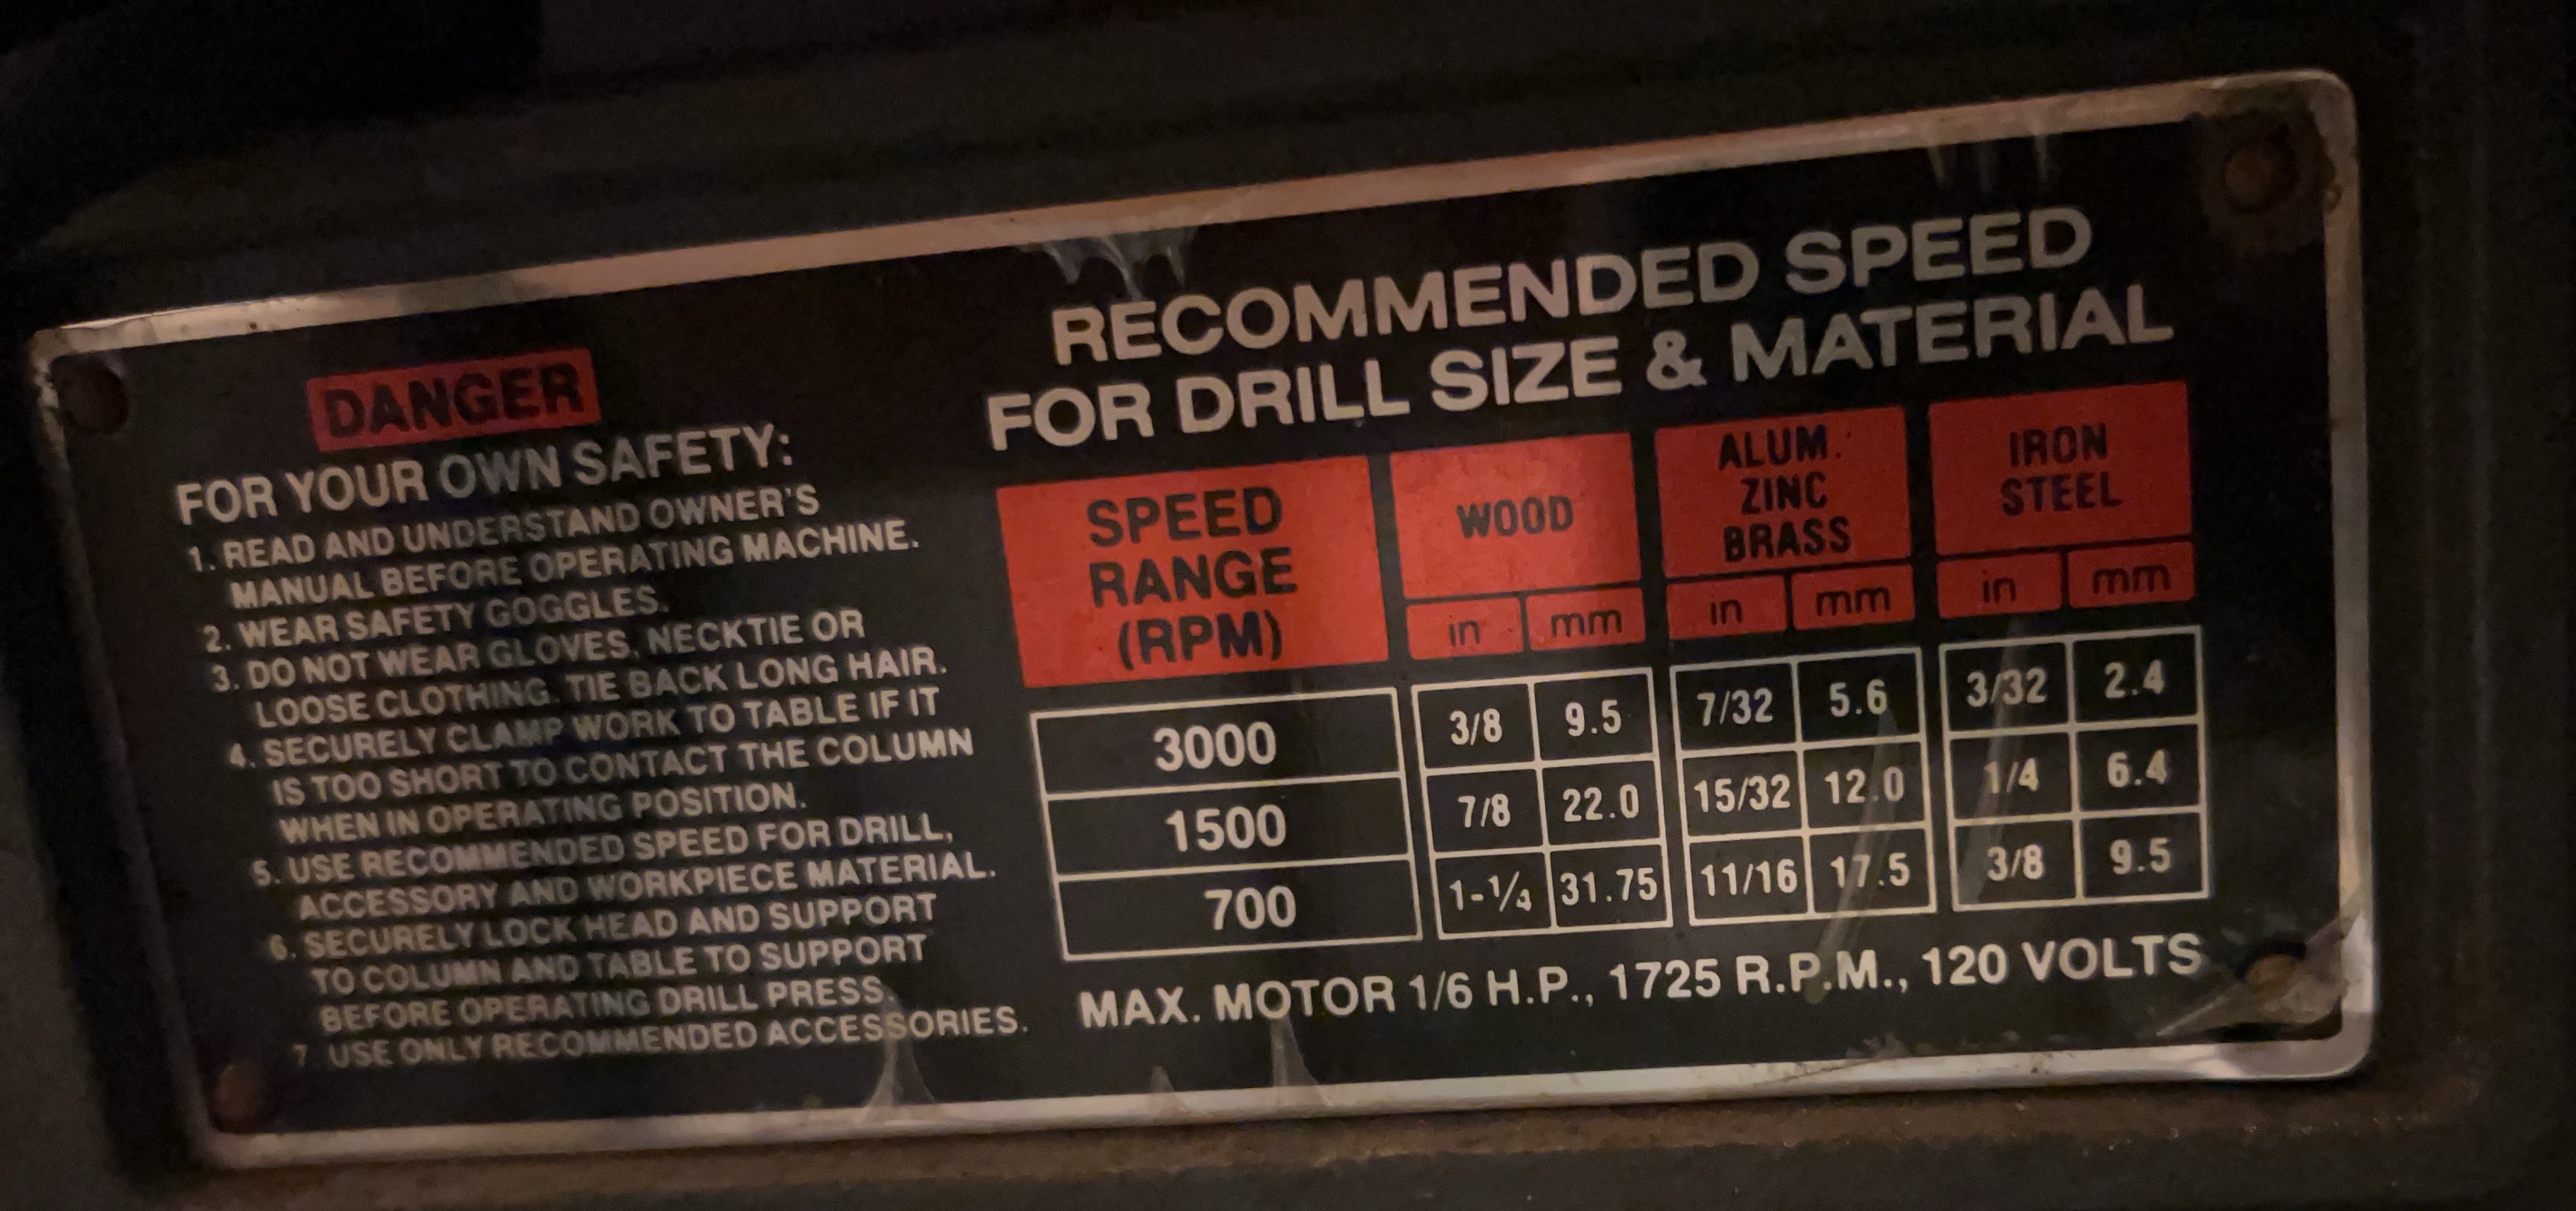 DANGER
FOR YOUR OWN SAFETY:
1. READ AND UNDERSTAND OWNER'S
MANUAL BEFORE OPERATING MACHINE.
2. WEAR SAFETY GOGGLES.
3. DO NOT WEAR GLOVES, NECKTIE OR
LOOSE CLOTHING. TIE BACK LONG HAIR.
4. SECURELY CLAMP WORK TO TABLE IF IT
IS TOO SHORT TO CONTACT THE COLUMN
WHEN IN OPERATING POSITION.
5. USE RECOMMENDED SPEED FOR DRILL,
ACCESSORY AND WORKPIECE MATERIAL.
6. SECURELY LOCK HEAD AND SUPPORT
TO COLUMN AND TABLE TO SUPPORT
BEFORE OPERATING DRILL PRESS.
7 USE ONLY RECOMMENDED ACCESSORIES.
RECOMMENDED SPEED
FOR DRILL SIZE & MATERIAL
SPEED
RANGE
(RPM)
WOOD
ALUM.
ZINC
BRASS
IRON
STEEL
in mm in mm in mm
3000 3/8 9.5 7/32 5.6 3/32 2.4
1500 7/8 22.0 15/32 12.0 1/4 6.4
700 1-1/4 31.75 11/16 17.5 3/8 9.5
MAX. MOTOR 1/6 H.P., 1725 R.P.M., 120 VOLTS